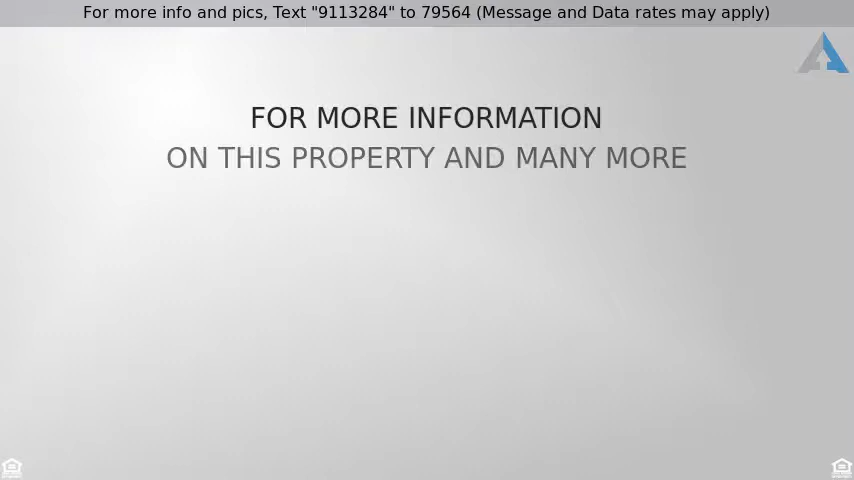 For more info and pics, Text "9113284" to 79564 (Message and Data rates may apply)
FOR MORE INFORMATION
ON THIS PROPERTY AND MANY MORE